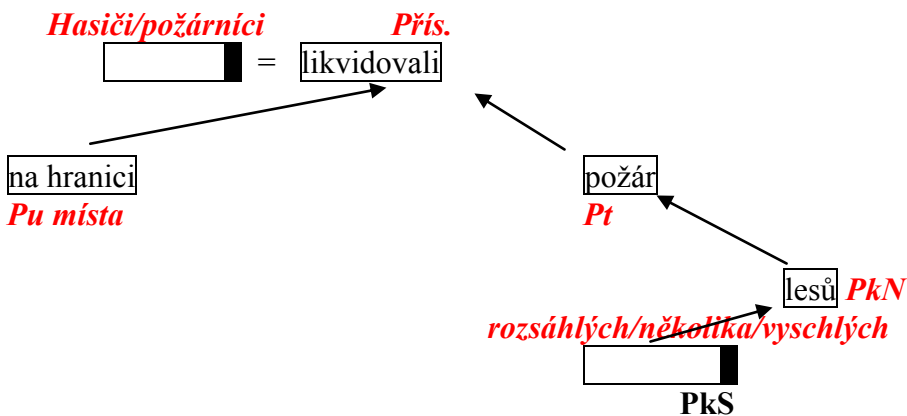 Hasiči/požárníci Přís.
= likvidovali
na hranici požár
Pu místa Pt
lesů PkN
rozsáhlých/několika/vyschlých
PkS